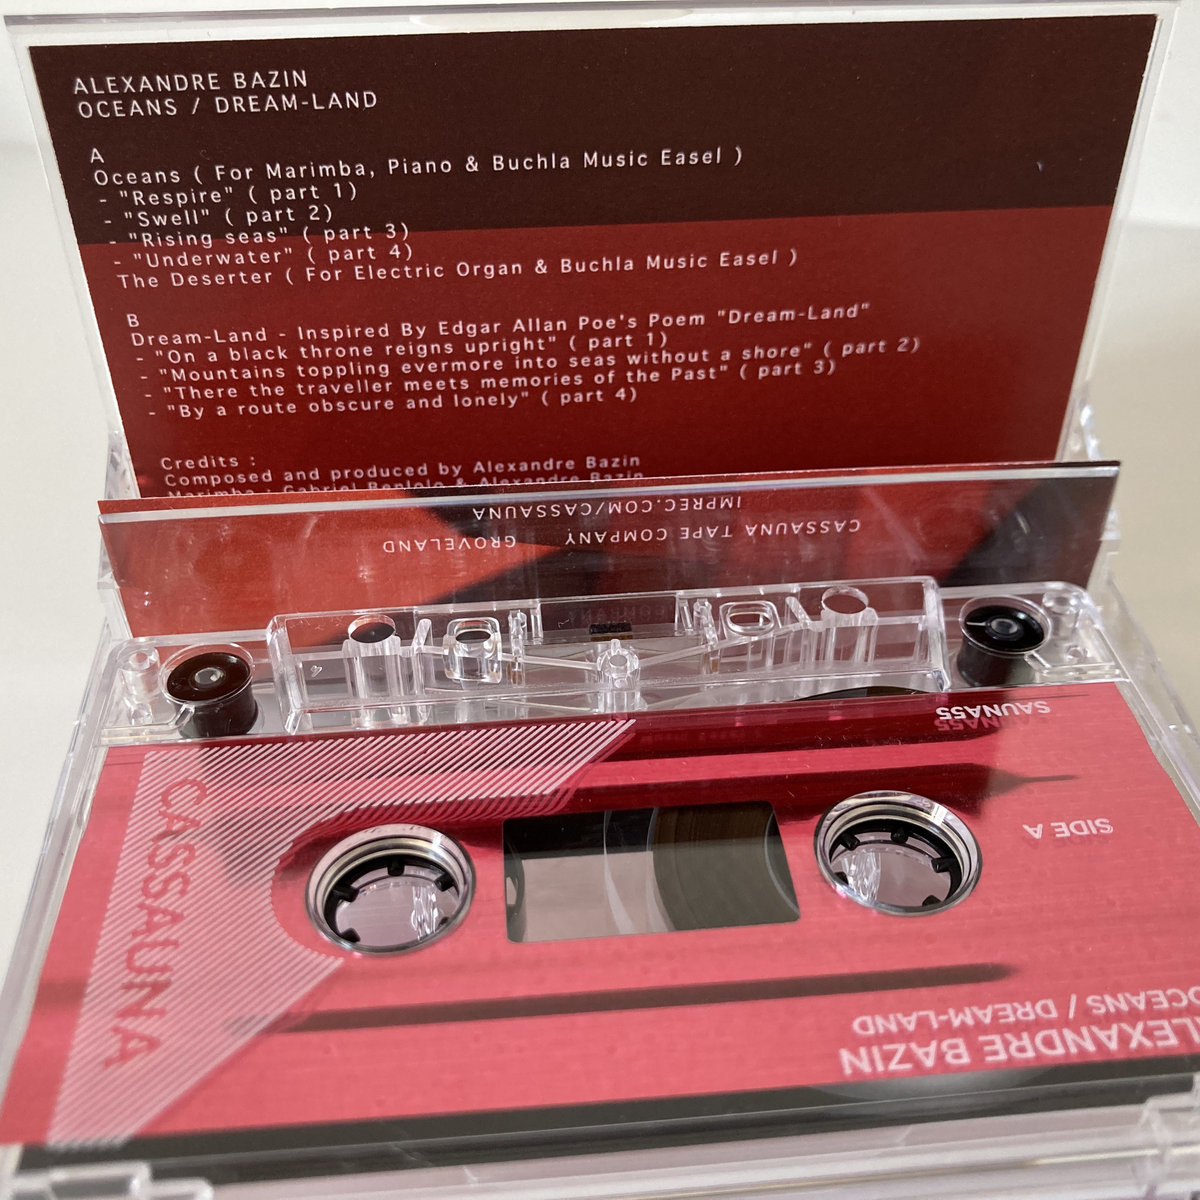 ALEXANDRE BAZIN
OCEANS / DREAM-LAND
A
Oceans ( For Marimba, Piano & Buchla Music Easel )
- "Respire" ( part 1)
- "Swell" ( part 2)
- "Rising seas" ( part 3)
- "Underwater" ( part 4)
The Deserter ( For Electric Organ & Buchla Music Easel )
B
Dream-Land - Inspired By Edgar Allan Poe's Poem "Dream-Land"
- "On a black throne reigns upright" ( part 1)
- "Mountains toppling evermore into seas without a shore" ( part 2)
- "There the traveller meets memories of the Past" ( part 3)
- "By a route obscure and lonely" ( part 4)
Credits :
Composed and produced by Alexandre Bazin
Marimba : Gabriel Benlolo & Alexandre Bazin
CASSAUNA TAPE COMPANY GROVELAND
IMPREC.COM/CASSAUNA
SAUNA55
SIDE A
CASSAUNA
OCEANS / DREAM-LAND
LEXANDRE BAZIN